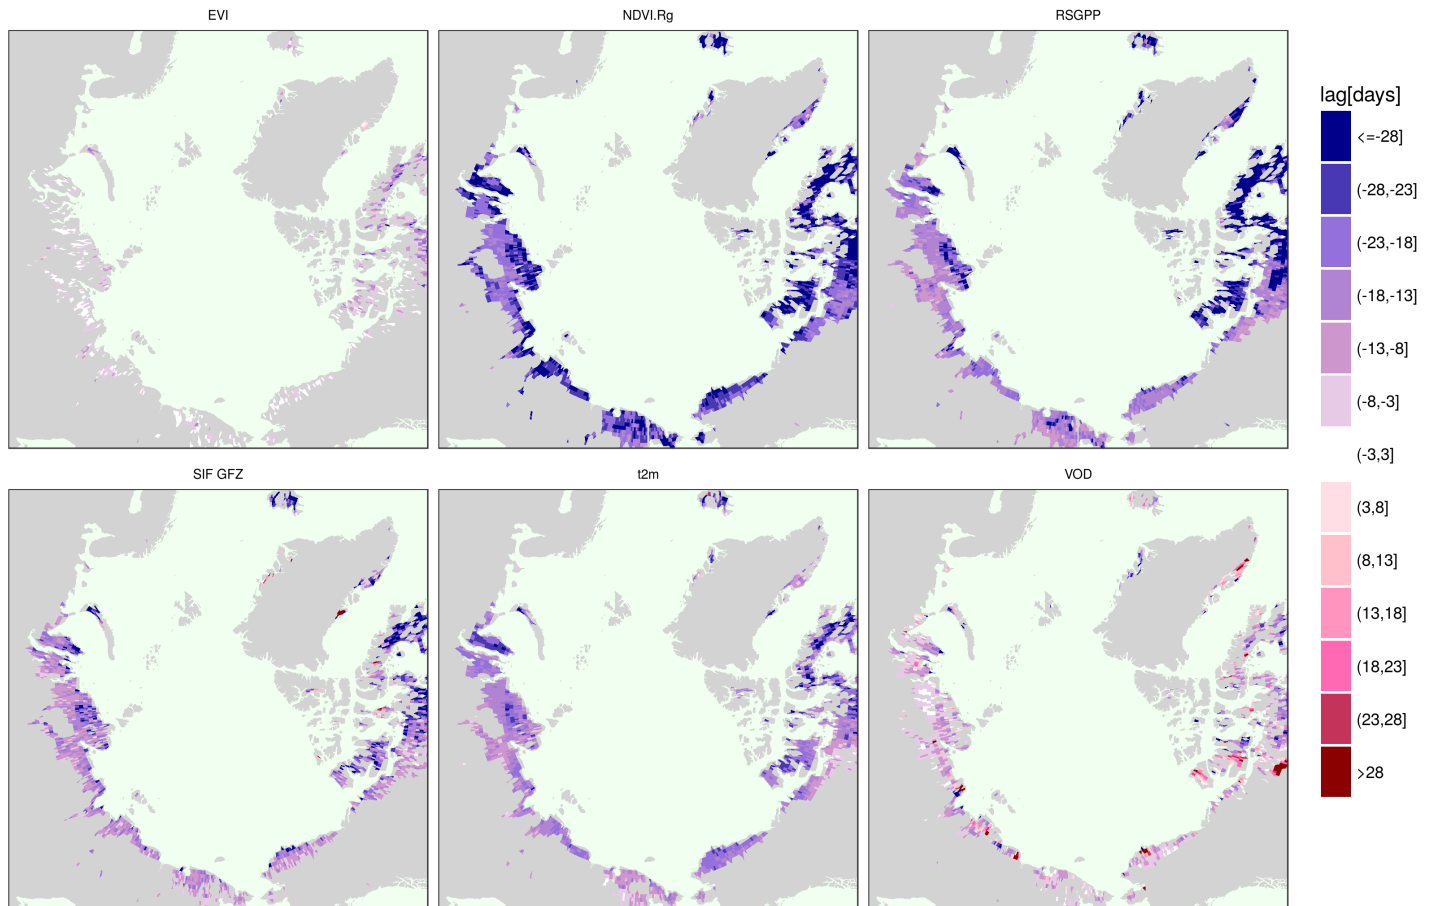 EVI
NDVI.Rg
RSGPP
SIF GFZ
t2m
VOD
lag[days]
<=-28]
(-28,-23]
(-23,-18]
(-18,-13]
(-13,-8]
(-8,-3]
(-3,3]
(3,8]
(8,13]
(13,18]
(18,23]
(23,28]
>28